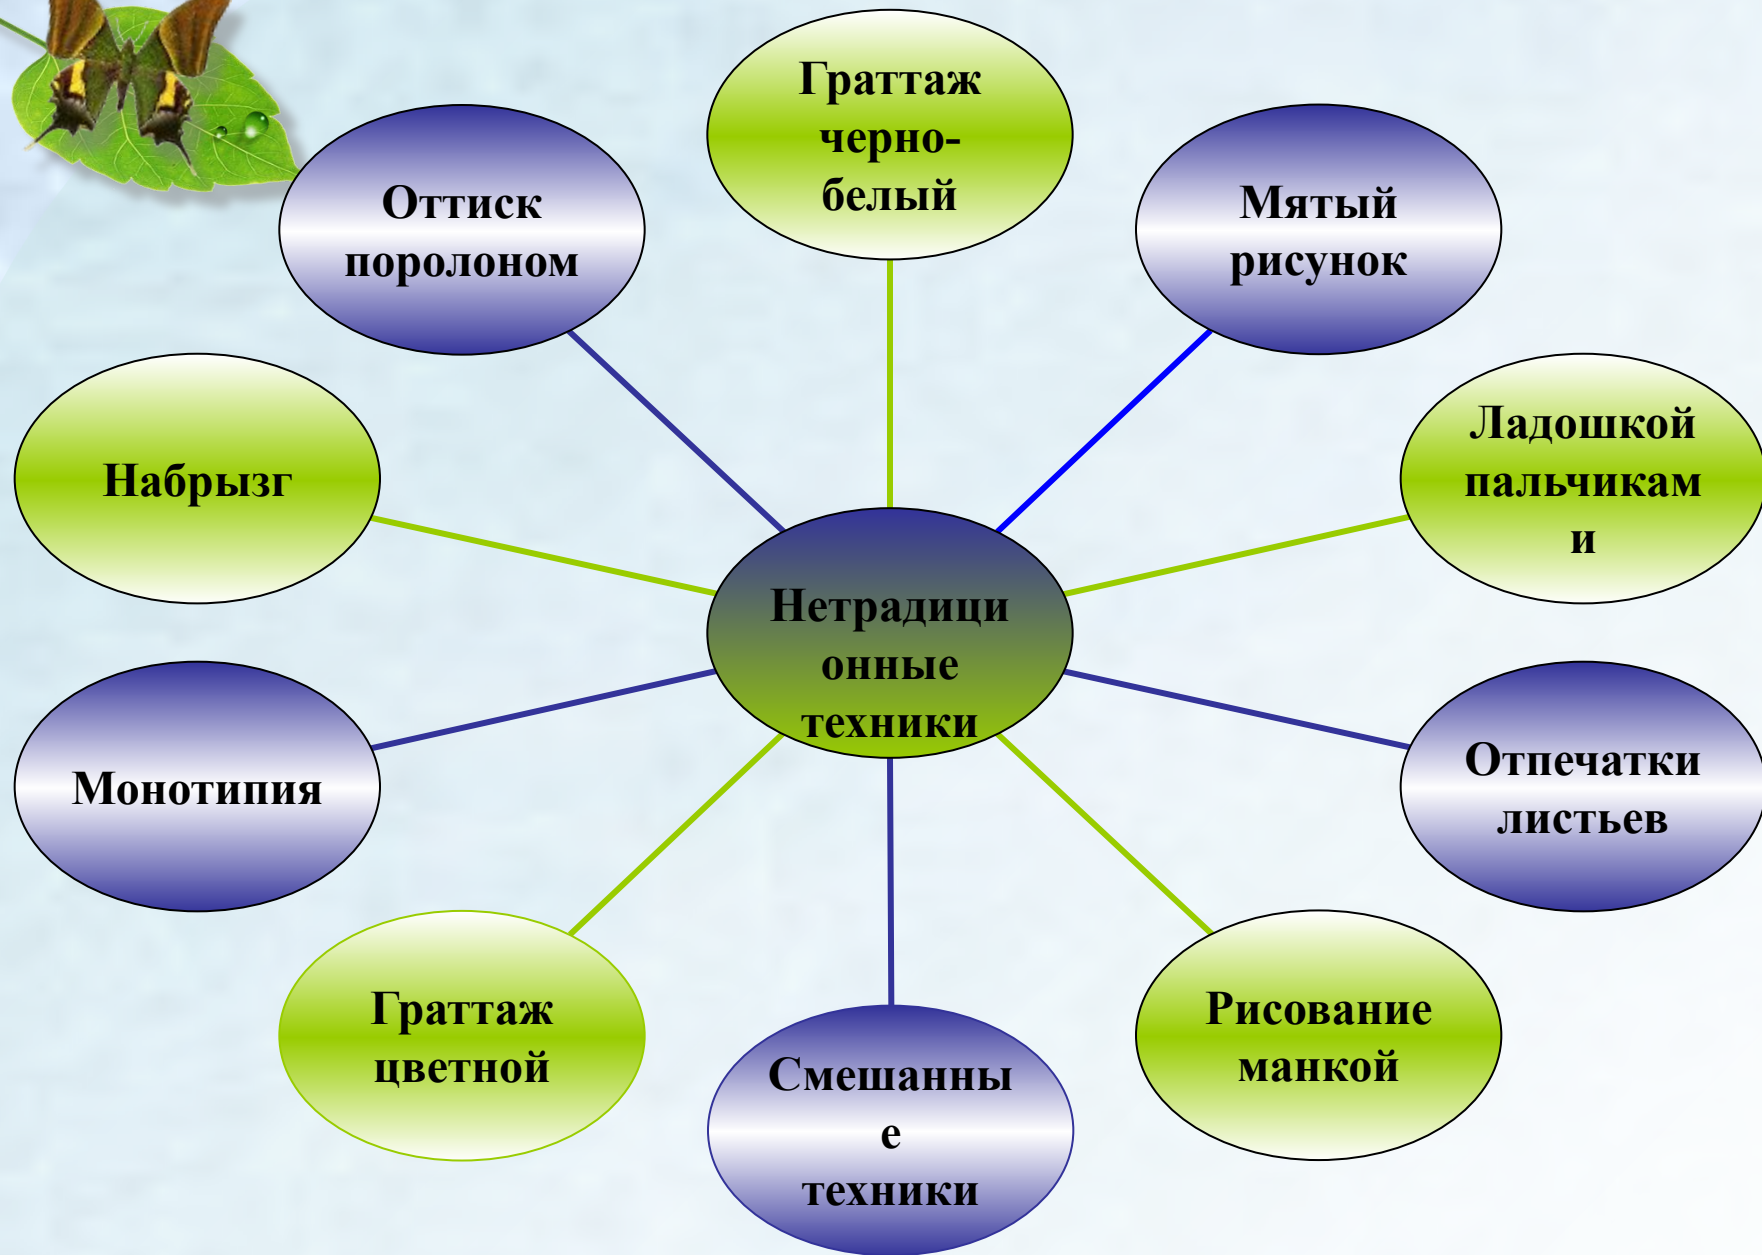 Граттаж
черно-
белый
Оттиск
поролоном
Мятый
рисунок
Набрызг
Ладошкой
пальчикам
и
Нетрадици
онные
техники
Монотипия
Отпечатки
листьев
Граттаж
цветной
Смешанны
е
техники
Рисование
манкой